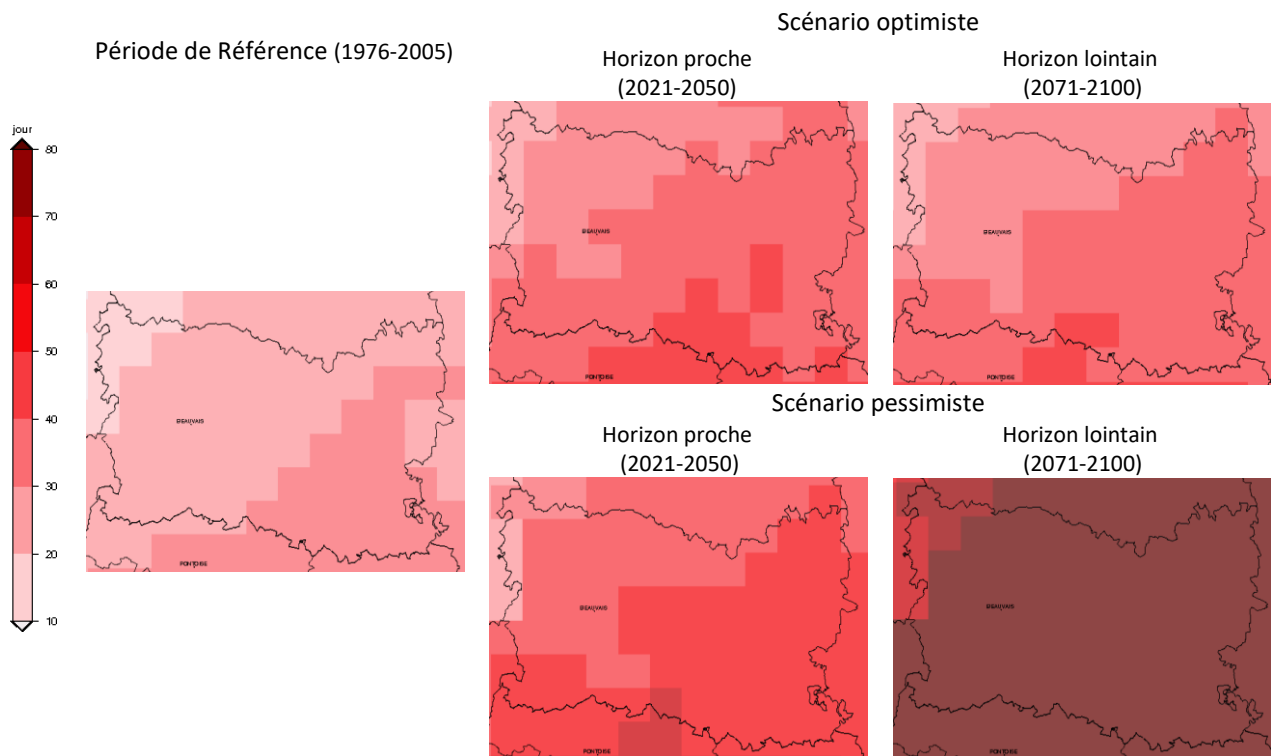 Scénario optimiste
Période de Référence (1976-2005)
Horizon proche
(2021-2050)
Horizon lointain
(2071-2100)
jour
80
70
60
50
40
30
20
10
BEAUVAIS
PONTOISE
BEAUVAIS
PONTOISE
BEAUVAIS
PONTOISE
Scénario pessimiste
Horizon proche
(2021-2050)
Horizon lointain
(2071-2100)
BEAUVAIS
PONTOISE
BEAUVAIS
PONTOISE